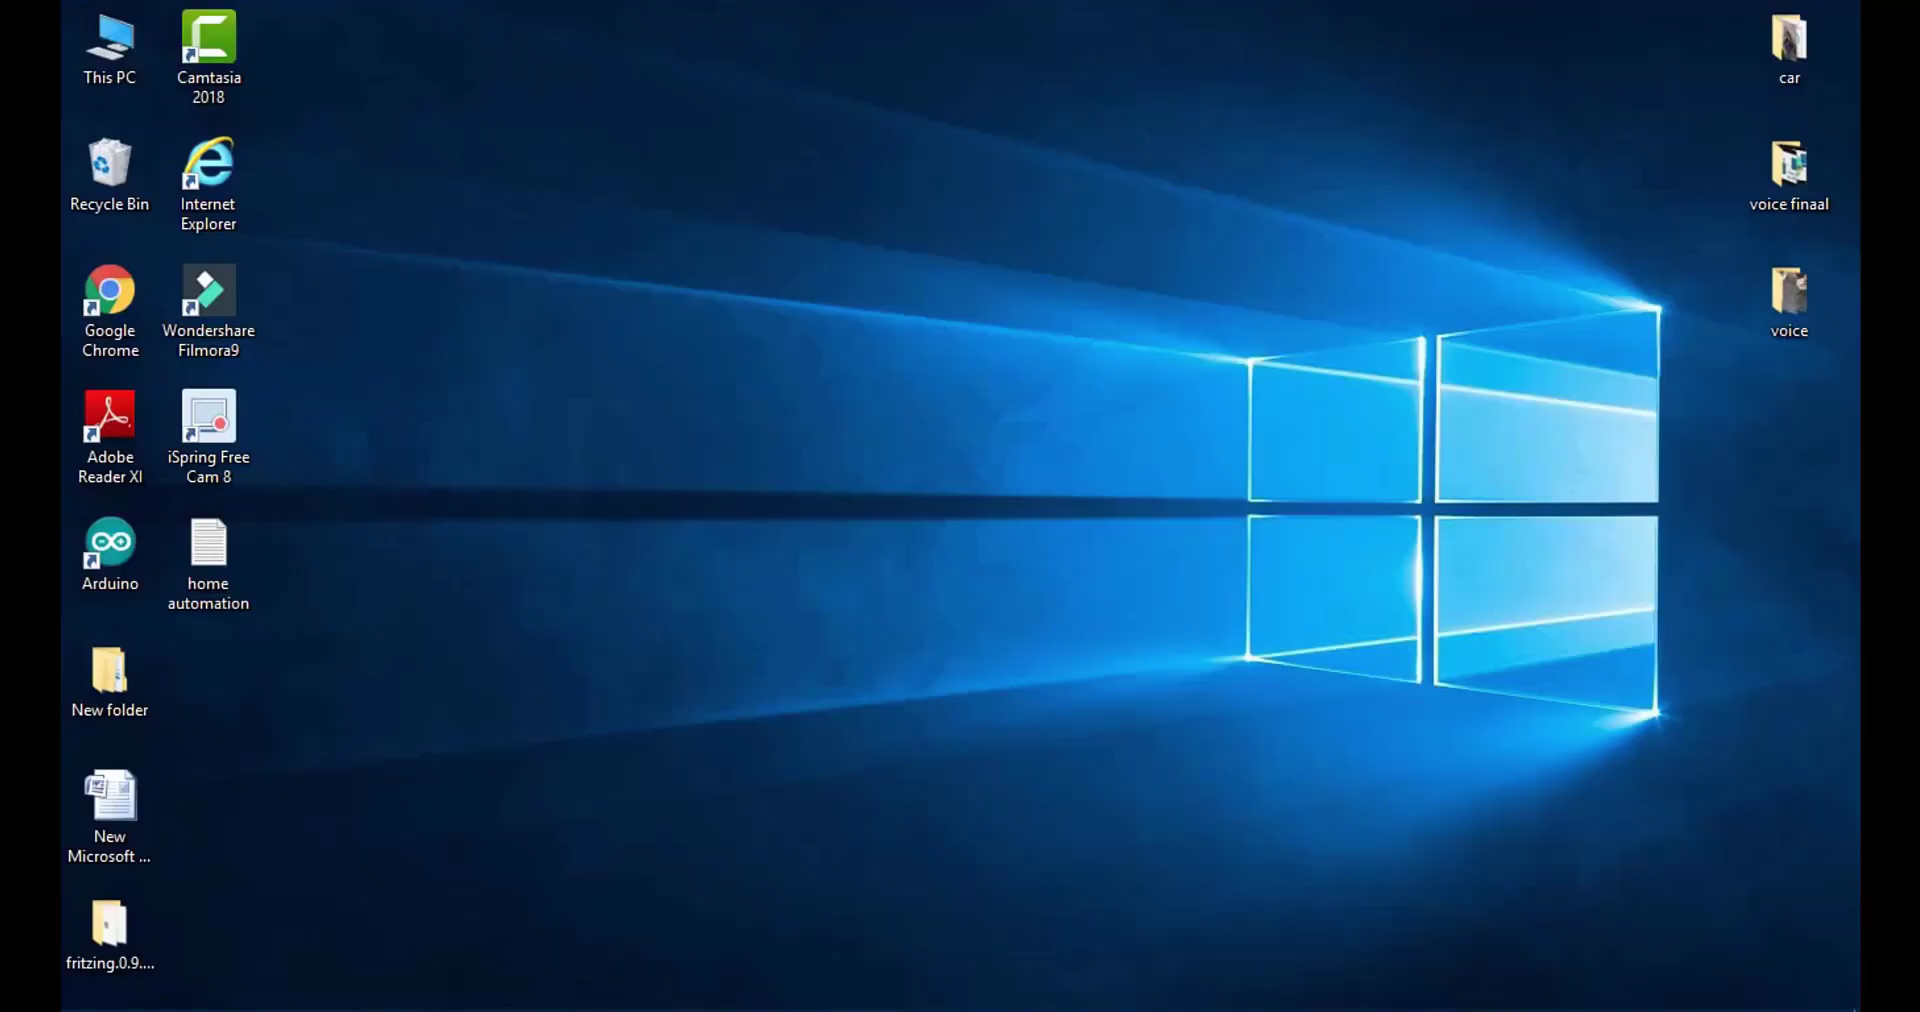 This PC
Camtasia
2018
Recycle Bin
Internet
Explorer
Google
Chrome
Wondershare
Filmora9
Adobe
Reader XI
iSpring Free
Cam 8
Arduino
home
automation
New folder
New
Microsoft ...
fritzing.0.9....
car
voice finaal
voice